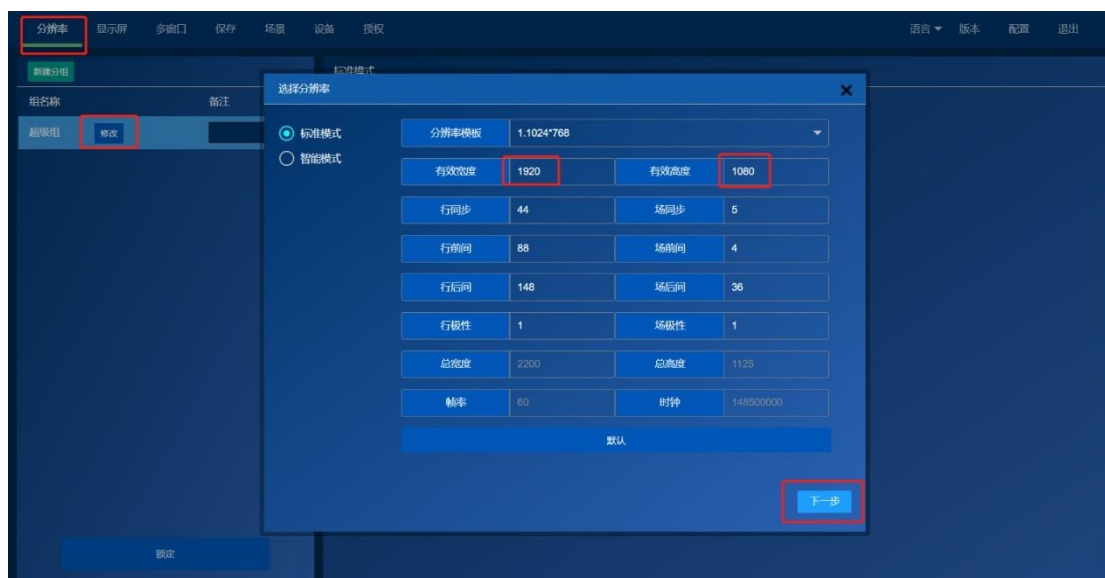 分辨率 显示屏 多窗口 保存 场景 设备 授权 语言 版本 配置 退出
新建分组 标准模式
组名称 备注
超级组 修改
选择分辨率
标准模式
智能模式
分辨率模板 1.1024*768
有效宽度 1920 有效高度 1080
行同步 44 场同步 5
行前间 88 场前间 4
行后间 148 场后间 36
行极性 1 场极性 1
总宽度 2200 总高度 1125
帧率 60 时钟 148500000
默认
下一步
锁定